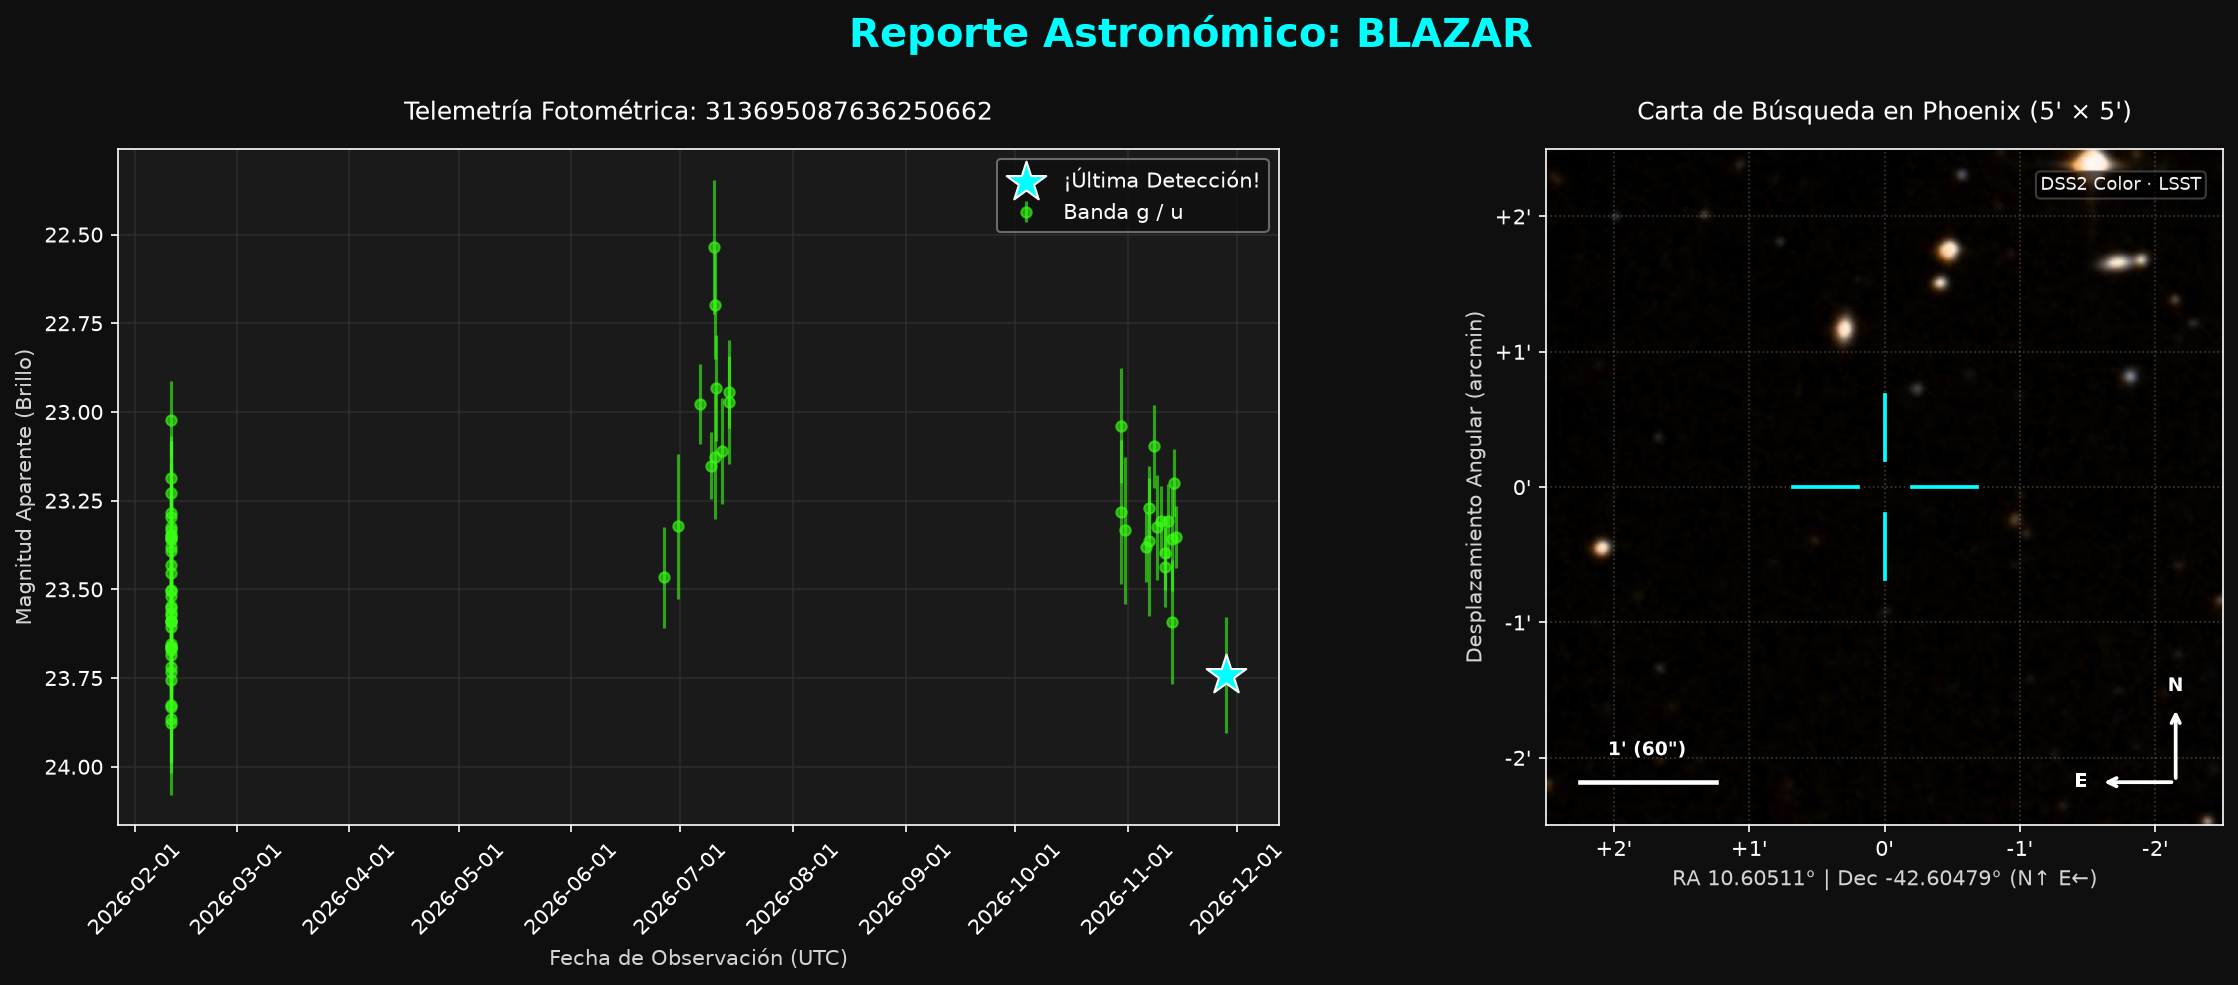 Reporte Astronómico: BLAZAR
Telemetría Fotométrica: 313695087636250662
Magnitud Aparente (Brillo)
22.50
22.75
23.00
23.25
23.50
23.75
24.00
¡Última Detección!
Banda g / u
2026-02-01
2026-03-01
2026-04-01
2026-05-01
2026-06-01
2026-07-01
2026-08-01
2026-09-01
2026-10-01
2026-11-01
2026-12-01
Fecha de Observación (UTC)
Carta de Búsqueda en Phoenix (5' × 5')
DSS2 Color · LSST
Desplazamiento Angular (arcmin)
+2'
+1'
0'
-1'
-2'
N
E
1' (60")
+2'
+1'
0'
-1'
-2'
RA 10.60511° | Dec -42.60479° (N↑ E←)